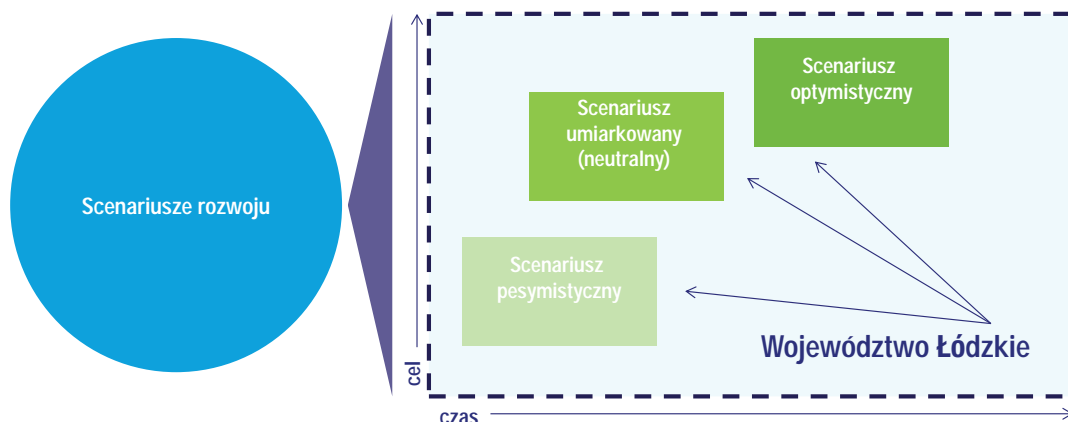 Scenariusze rozwoju
Scenariusz
optymistyczny
Scenariusz
umiarkowany
(neutralny)
Scenariusz
pesymistyczny
Województwo Łódzkie
cel
czas